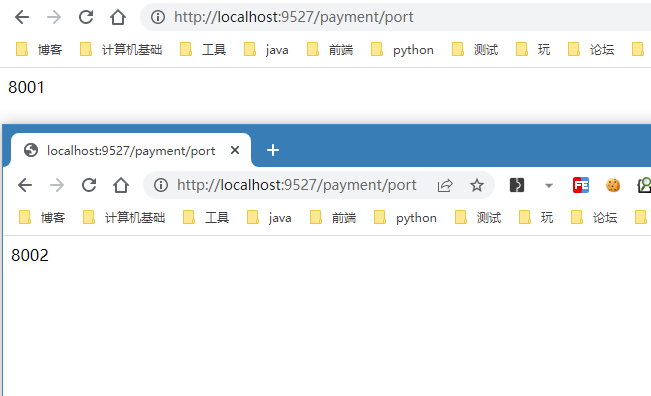 http://localhost:9527/payment/port
博客 计算机基础 工具 java 前端 python 测试 玩 论坛
8001
localhost:9527/payment/port
http://localhost:9527/payment/port FE
博客 计算机基础 工具 java 前端 python 测试 玩 论坛
8002